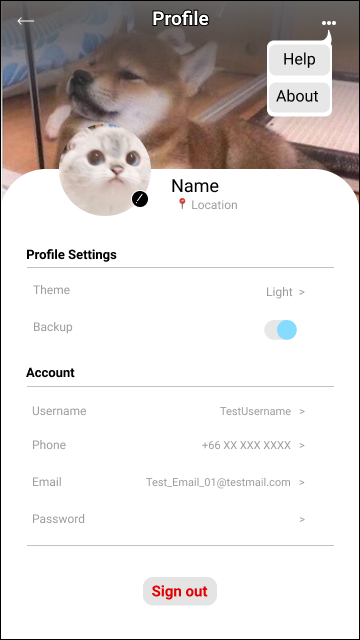 Profile
Help
About
Name
Location
Profile Settings
Theme Light >
Backup
Account
Username TestUsername >
Phone +66 XX XXX XXXX >
Email Test_Email_01@testmail.com >
Password >
Sign out